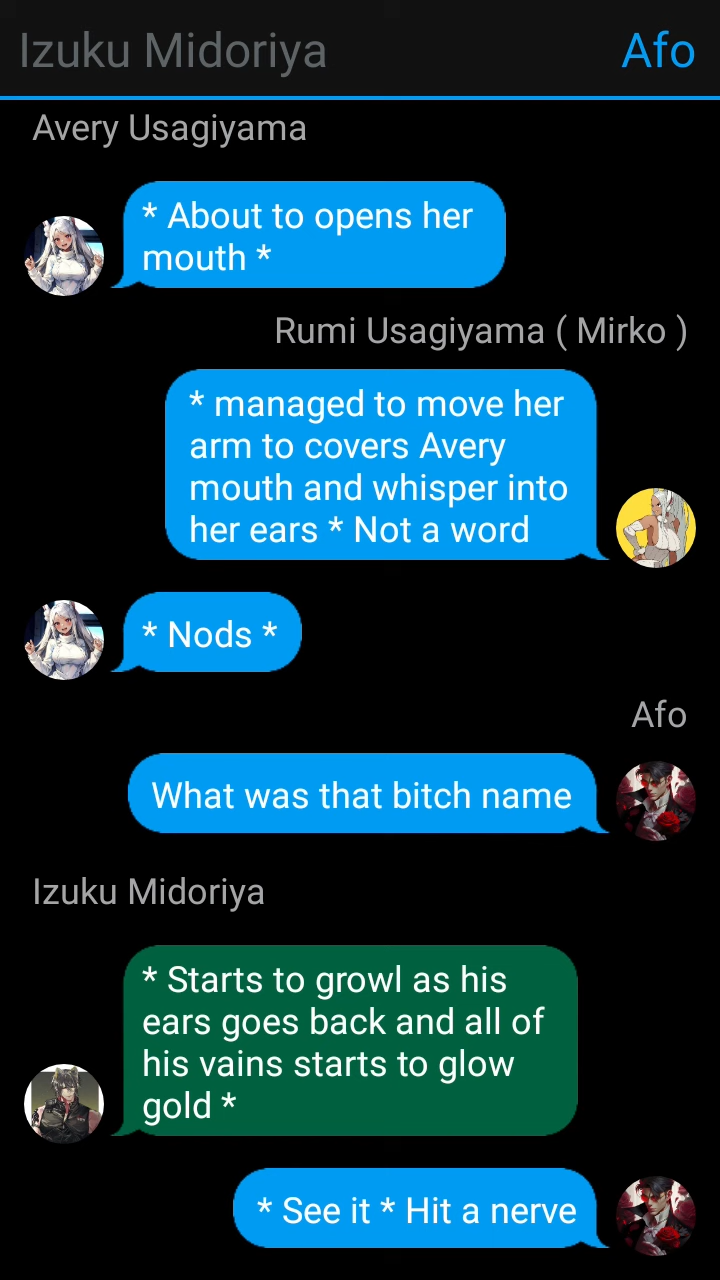 Izuku Midoriya
Afo
Avery Usagiyama
* About to opens her
mouth *
Rumi Usagiyama ( Mirko )
* managed to move her
arm to covers Avery
mouth and whisper into
her ears * Not a word
* Nods *
Afo
What was that bitch name
Izuku Midoriya
* Starts to growl as his
ears goes back and all of
his vains starts to glow
gold *
* See it * Hit a nerve